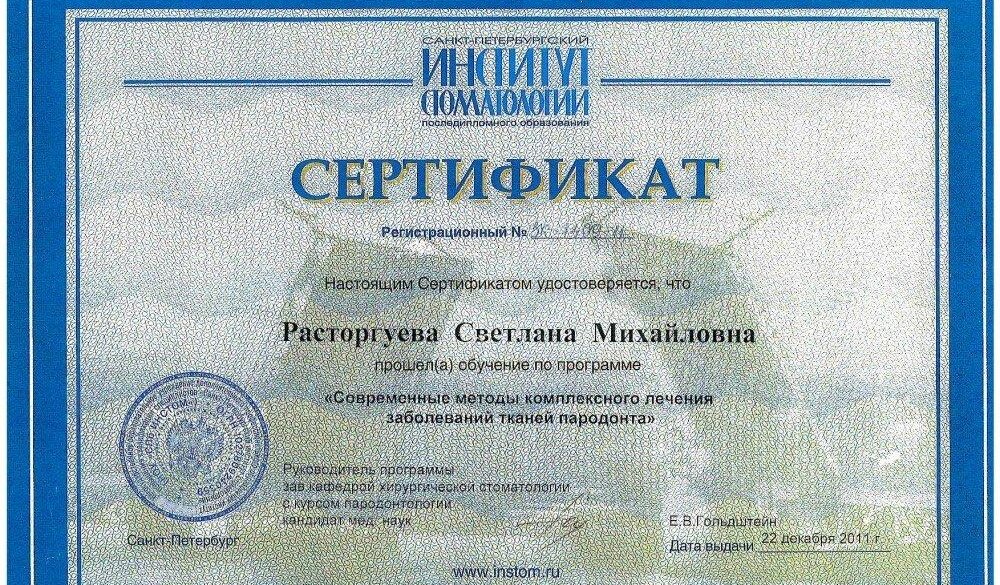 САНКТ-ПЕТЕРБУРГСКИЙ
ИНСТИТУТ
СТОМАТОЛОГИИ
последипломного образования
СЕРТИФИКАТ
Регистрационный №
Настоящим Сертификатом удостоверяется, что
Расторгуева Светлана Михайловна
прошел(а) обучение по программе
«Современные методы комплексного лечения
заболеваний тканей пародонта»
Руководитель программы
зав кафедрой хирургической стоматологии
с курсом пародонтологии
кандидат мед. наук
Е.В.Гольдштейн
Санкт-Петербург
Дата выдачи 22 декабря 2011 г.
www.instom.ru